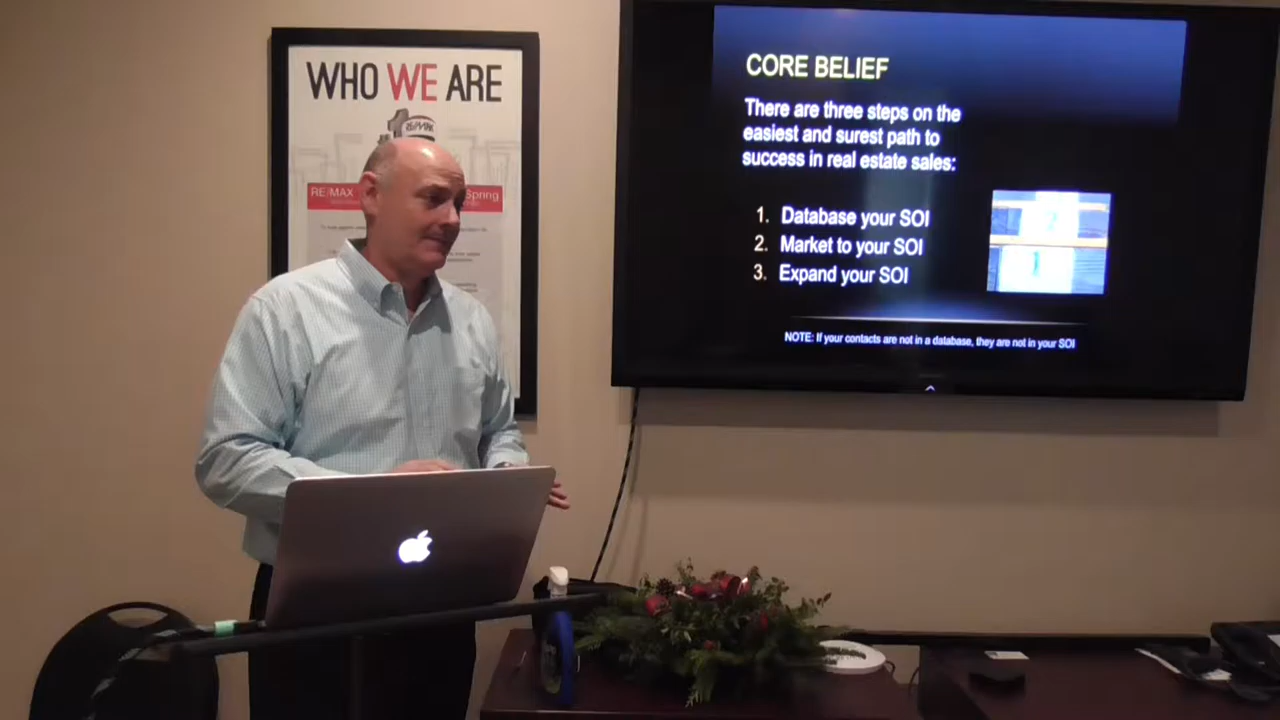 WHO WE ARE
RE/MAX
RE/MAX
Spring
CORE BELIEF
There are three steps on the
easiest and surest path to
success in real estate sales:
1. Database your SOI
2. Market to your SOI
3. Expand your SOI
NOTE: If your contacts are not in a database, they are not in your SOI